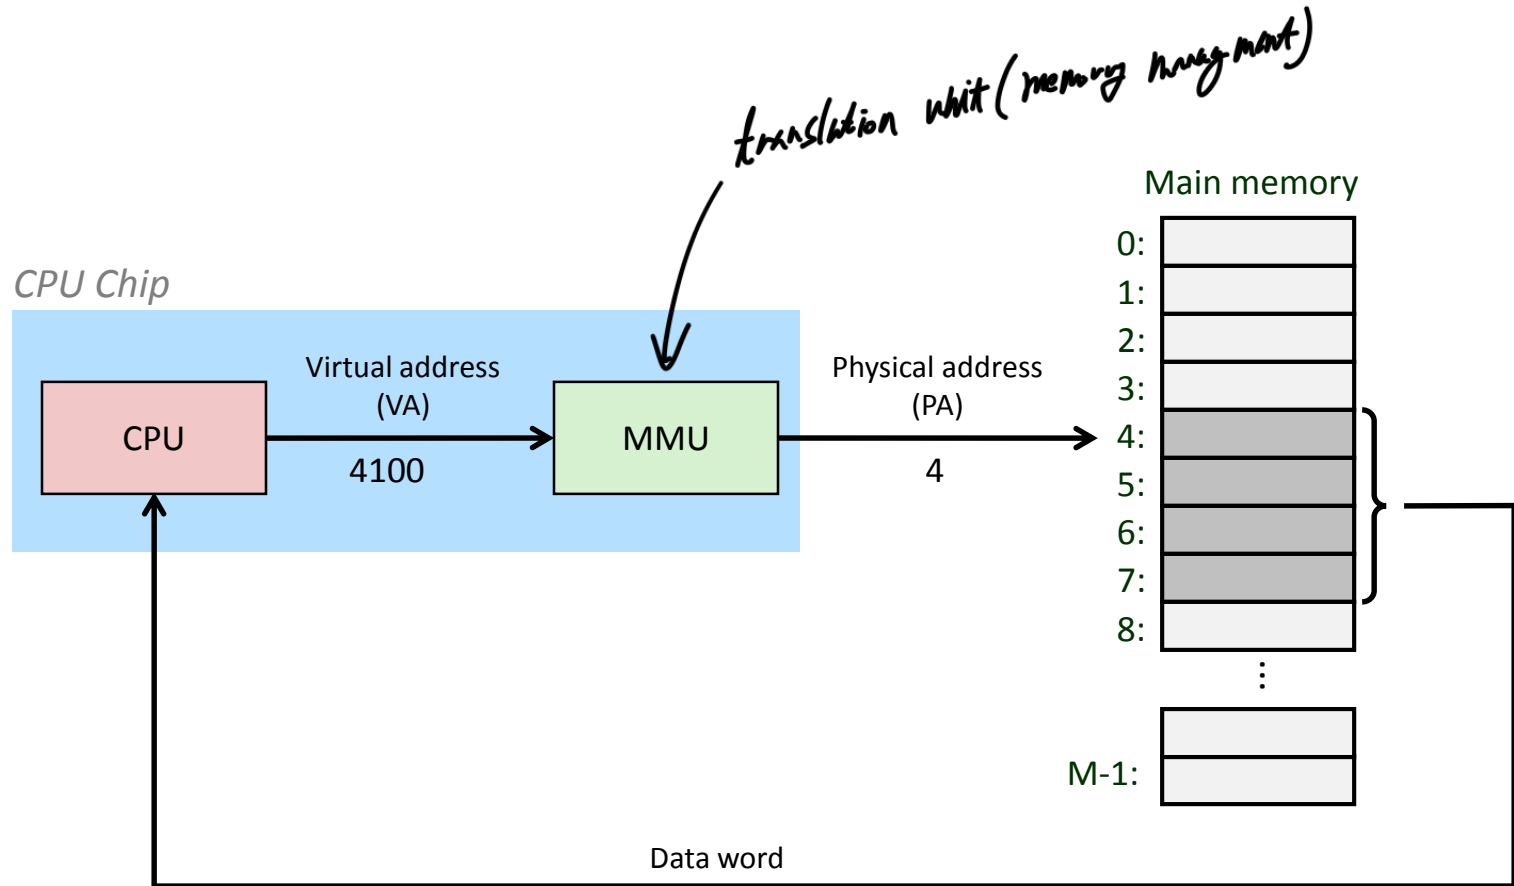 translation unit (memory managment)
Main memory
0:
CPU Chip
1:
2:
Virtual address
(VA)
Physical address
(PA)
3:
CPU
MMU
4:
4100
4
5:
6:
7:
8:
⋮
M-1:
Data word